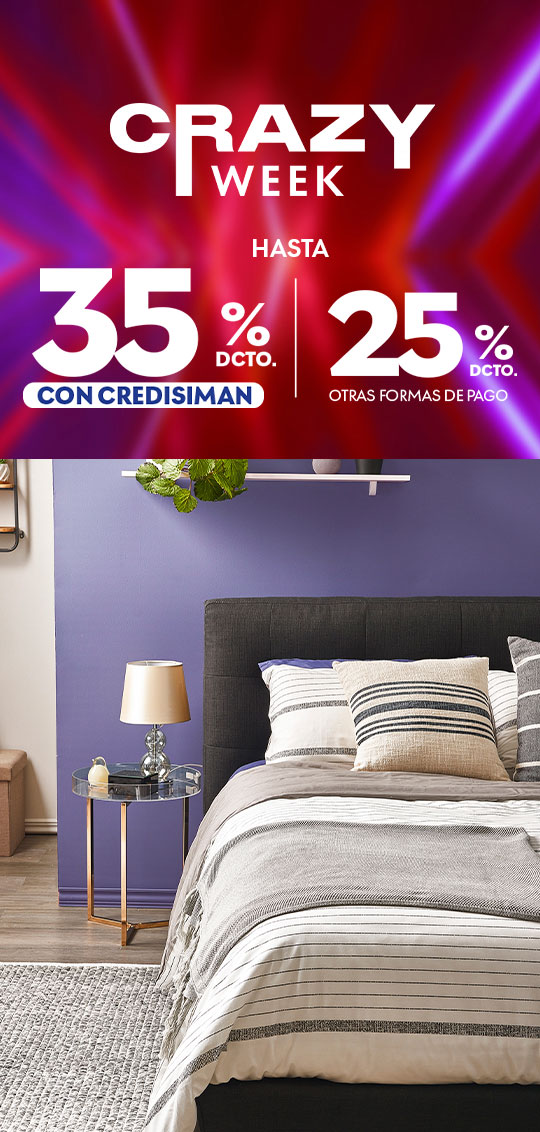 CRAZY
WEEK
HASTA
35% DCTO.
CON CREDISIMAN
25% DCTO.
OTRAS FORMAS DE PAGO